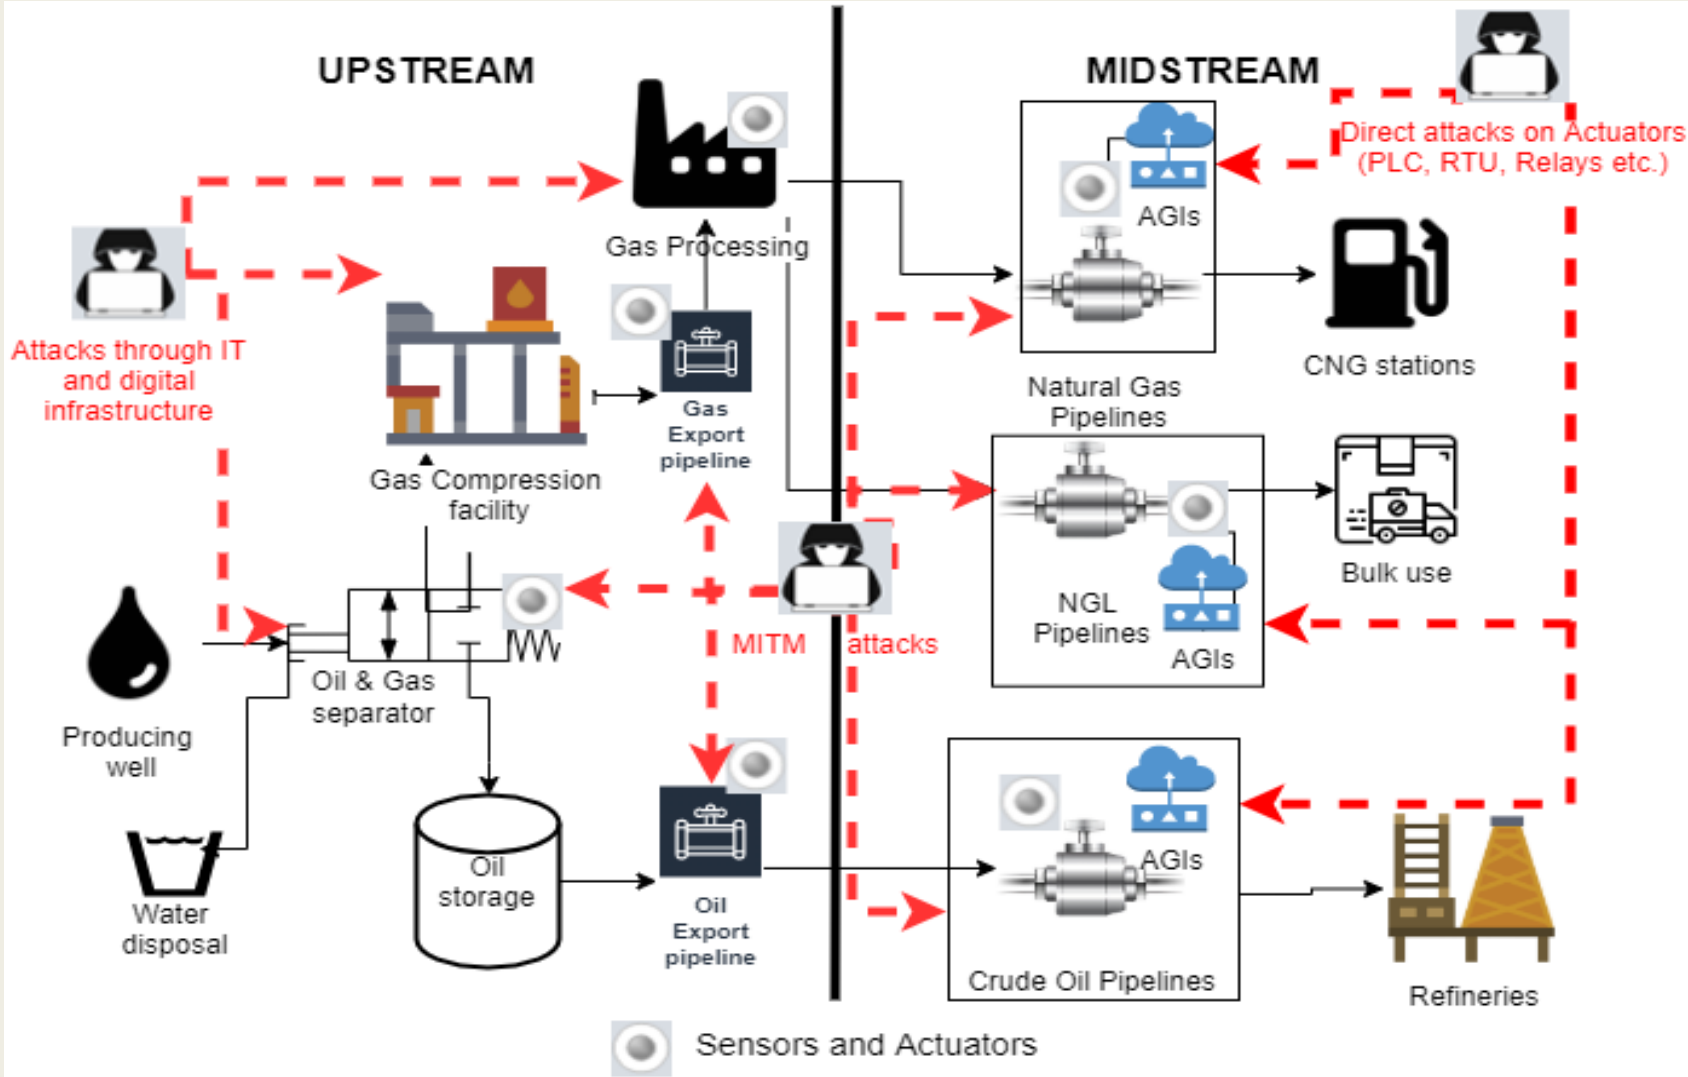 UPSTREAM
MIDSTREAM
Direct attacks on Actuators
(PLC, RTU, Relays etc.)
AGIs
Gas Processing
Attacks through IT
and digital
infrastructure
CNG stations
Natural Gas
Pipelines
Gas
Export
pipeline
Gas Compression
facility
Bulk use
NGL
Pipelines
AGIs
MITM attacks
Oil & Gas
separator
Producing
well
Oil
storage
AGIs
Water
disposal
Oil
Export
pipeline
Crude Oil Pipelines
Refineries
Sensors and Actuators